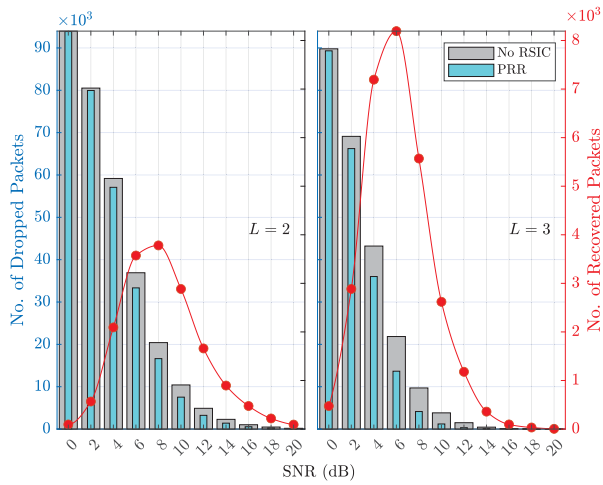 ×10³
×10³
No. of Dropped Packets
90
80
70
60
50
40
30
20
10
0
L = 2
0 2 4 6 8 10 12 14 16 18 20
No RSIC
PRR
L = 3
0 2 4 6 8 10 12 14 16 18 20
8
7
6
5
4
3
2
1
0
No. of Recovered Packets
SNR (dB)